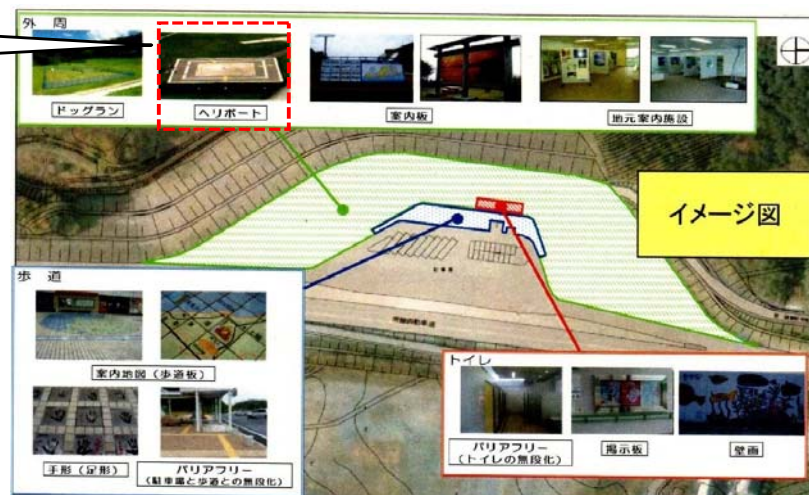 外 周
ドッグラン
ヘリポート
案内板
地元案内施設
イメージ図
歩 道
案内地図（歩道板）
手形（足形）
バリアフリー
（駐車場と歩道との無段化）
トイレ
バリアフリー
（トイレの無段化）
掲示板
壁画